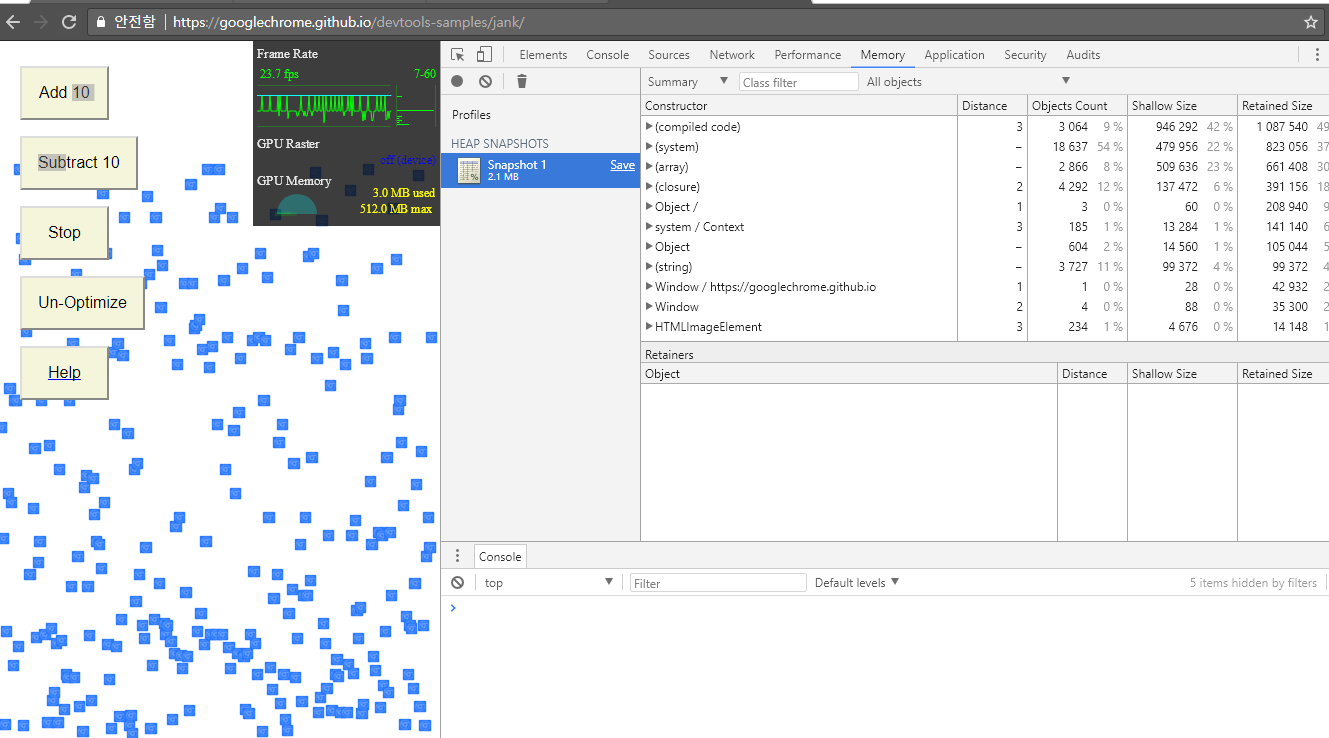 안전함 https://googlechrome.github.io/devtools-samples/jank/
Add 10
Subtract 10
Stop
Un-Optimize
Help
Frame Rate
23.7 fps 7-60
GPU Raster
off (device)
GPU Memory
3.0 MB used
512.0 MB max
Elements Console Sources Network Performance Memory Application Security Audits
Profiles
HEAP SNAPSHOTS
Snapshot 1 Save
2.1 MB
Summary ▼ Class filter All objects ▼
Constructor Distance Objects Count Shallow Size Retained Size
(compiled code) 3 3 064 9 % 946 292 42 % 1 087 540 49
(system) – 18 637 54 % 479 956 22 % 823 056 37
(array) – 2 866 8 % 509 636 23 % 661 408 30
(closure) 2 4 292 12 % 137 472 6 % 391 156 18
Object / 1 3 0 % 60 0 % 208 940 9
system / Context 3 185 1 % 13 284 1 % 141 140 6
Object – 604 2 % 14 560 1 % 105 044 5
(string) – 3 727 11 % 99 372 4 % 99 372 4
Window / https://googlechrome.github.io 1 1 0 % 28 0 % 42 932 2
Window 2 4 0 % 88 0 % 35 300 2
HTMLImageElement 3 234 1 % 4 676 0 % 14 148 1
Retainers
Object Distance Shallow Size Retained Size
Console
top ▼ Filter Default levels ▼ 5 items hidden by filters